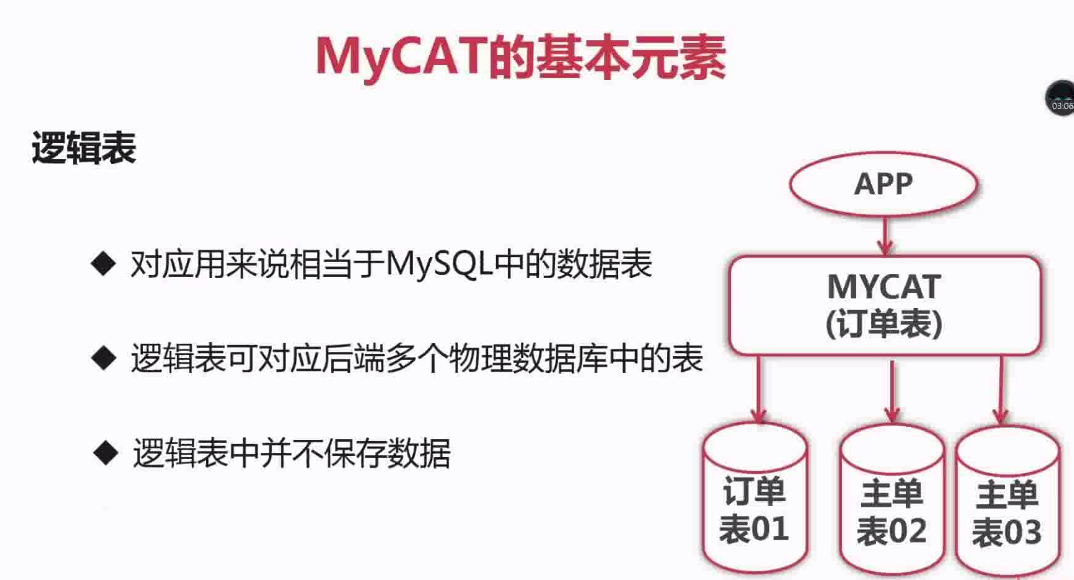 MyCAT的基本元素
03:06
逻辑表
◆ 对应用来说相当于MySQL中的数据表
◆ 逻辑表可对应后端多个物理数据库中的表
◆ 逻辑表中并不保存数据
APP
MYCAT
(订单表)
订单
表01
主单
表02
主单
表03